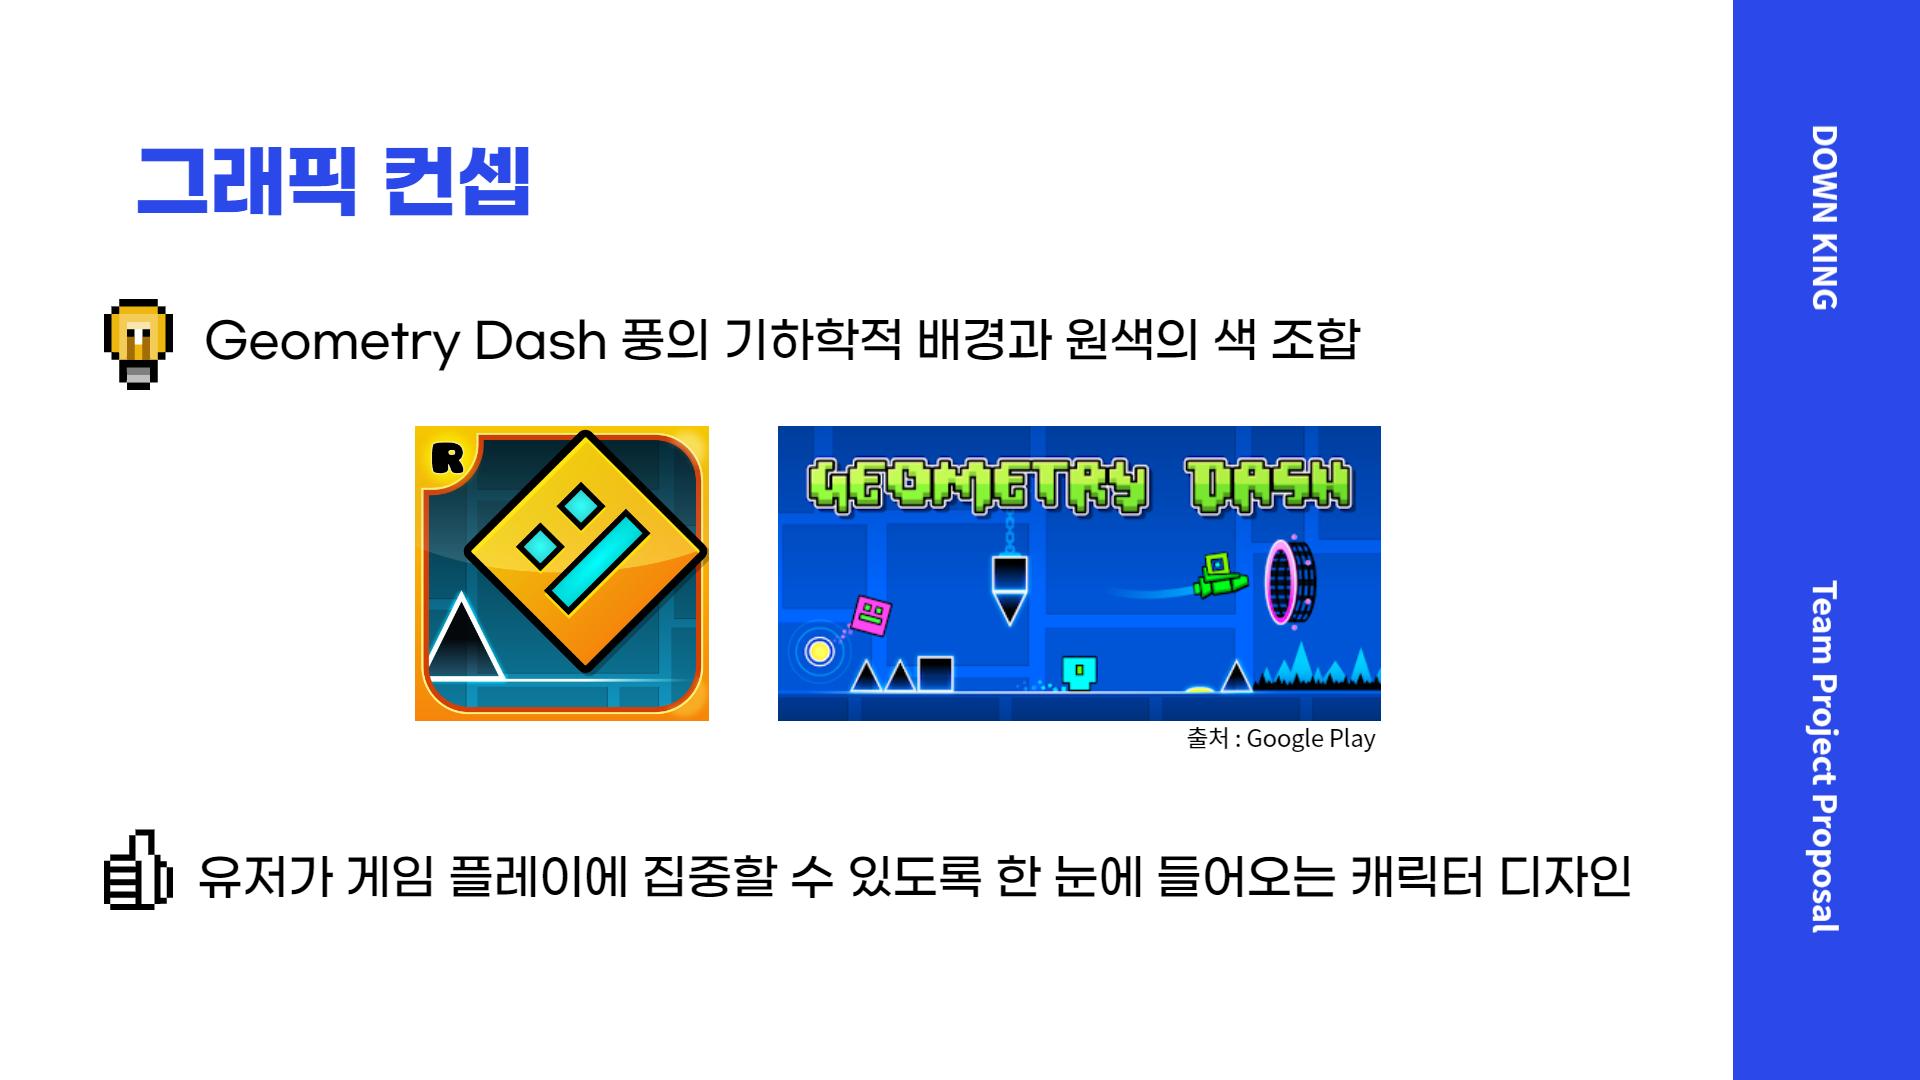 그래픽 컨셉
Geometry Dash 풍의 기하학적 배경과 원색의 색 조합
R
GEOMETRY DASH
출처 : Google Play
유저가 게임 플레이에 집중할 수 있도록 한 눈에 들어오는 캐릭터 디자인
DOWN KING
Team Project Proposal